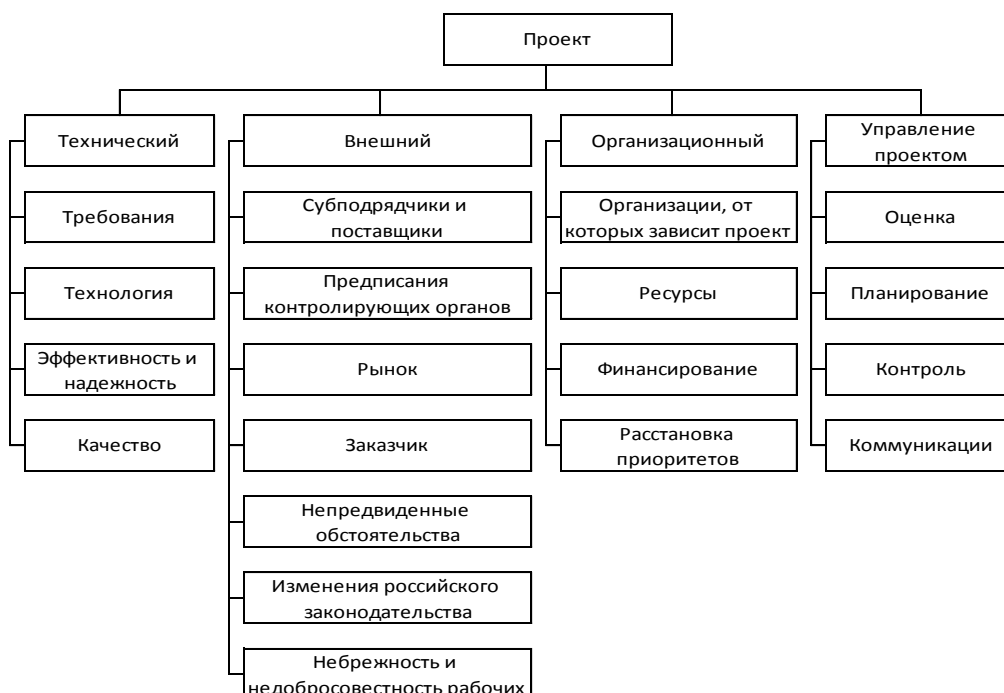 Проект
Технический
Требования
Технология
Эффективность и
надежность
Качество
Внешний
Субподрядчики и
поставщики
Предписания
контролирующих органов
Рынок
Заказчик
Непредвиденные
обстоятельства
Изменения российского
законодательства
Небрежность и
недобросовестность рабочих
Организационный
Организации, от
которых зависит проект
Ресурсы
Финансирование
Расстановка
приоритетов
Управление
проектом
Оценка
Планирование
Контроль
Коммуникации